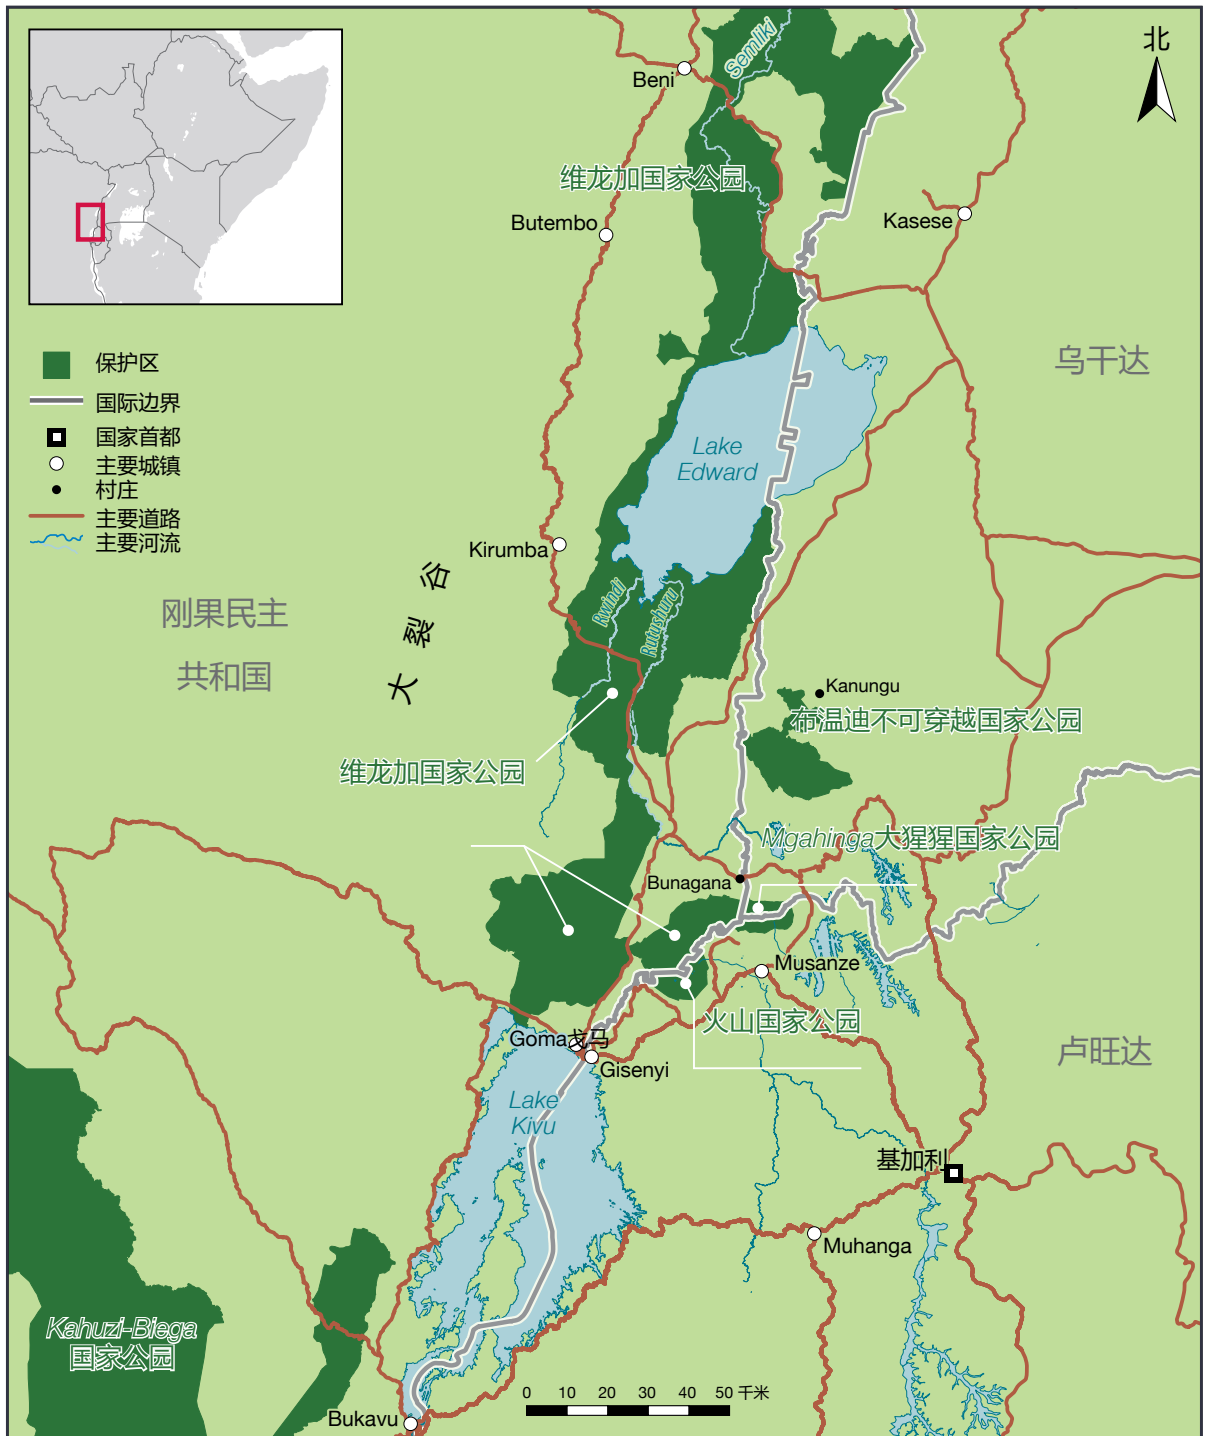 北
Semliki
Beni
维龙加国家公园
Butembo
Kasese
保护区
国际边界
国家首都
主要城镇
村庄
主要道路
主要河流
乌干达
Lake
Edward
Kirumba
大裂谷
刚果民主
共和国
Rwindi
Rutushuru
Kanungu
布温迪不可穿越国家公园
维龙加国家公园
Mgahinga大猩猩国家公园
Bunagana
Musanze
火山国家公园
Goma戈马
Gisenyi
卢旺达
Lake
Kivu
基加利
Muhanga
Kahuzi-Biega
国家公园
Bukavu
0 10 20 30 40 50 千米